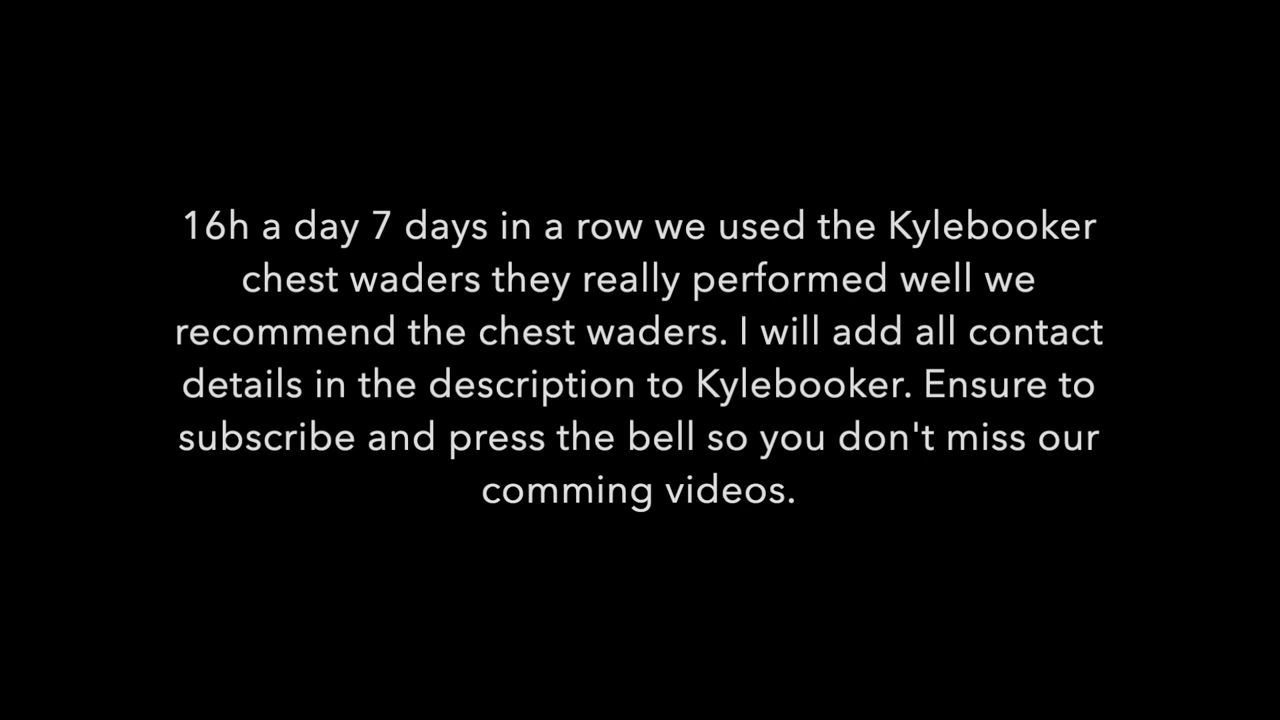 16h a day 7 days in a row we used the Kylebooker
chest waders they really performed well we
recommend the chest waders. I will add all contact
details in the description to Kylebooker. Ensure to
subscribe and press the bell so you don't miss our
comming videos.